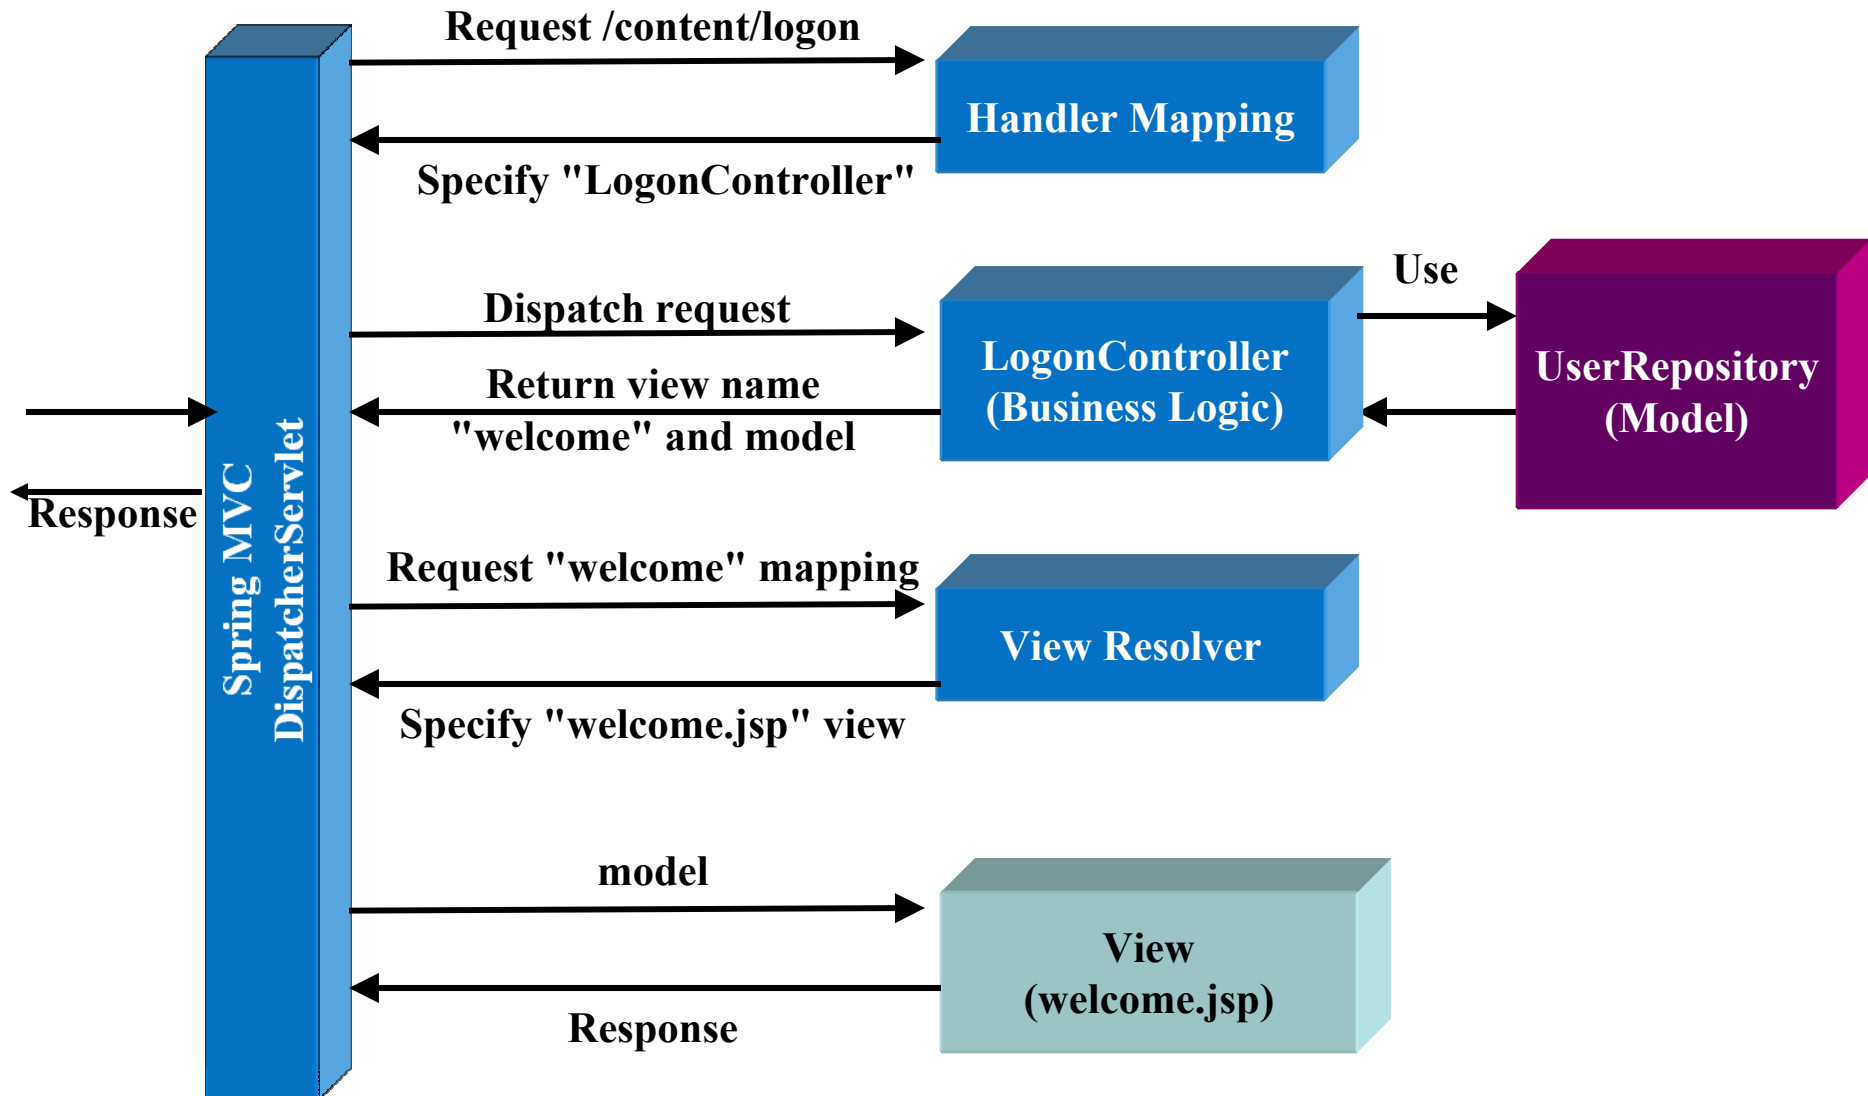 Request /content/logon
Handler Mapping
Specify "LogonController"
Dispatch request
LogonController
(Business Logic)
Use
UserRepository
(Model)
Return view name
"welcome" and model
Spring MVC
DispatcherServlet
Response
Request "welcome" mapping
View Resolver
Specify "welcome.jsp" view
model
View
(welcome.jsp)
Response